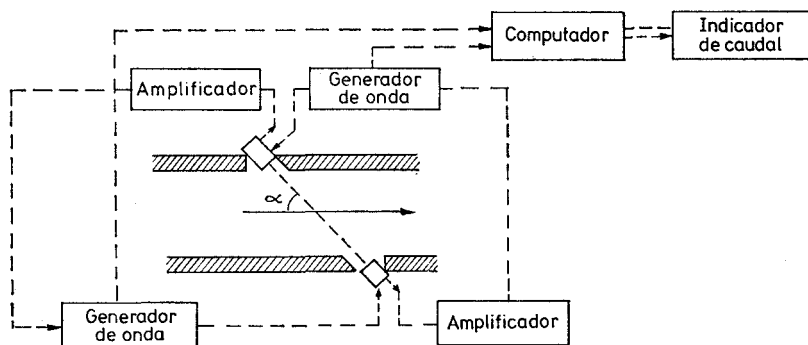 Computador
Indicador
de caudal
Amplificador
Generador
de onda
α
Generador
de onda
Amplificador